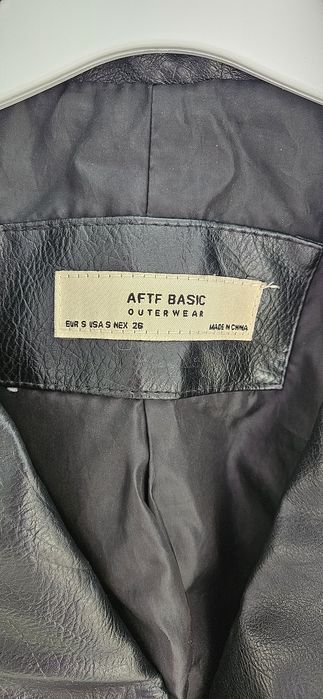 AFTF BASIC
OUTERWEAR
EUR S USA S MEX 26 MADE IN CHINA